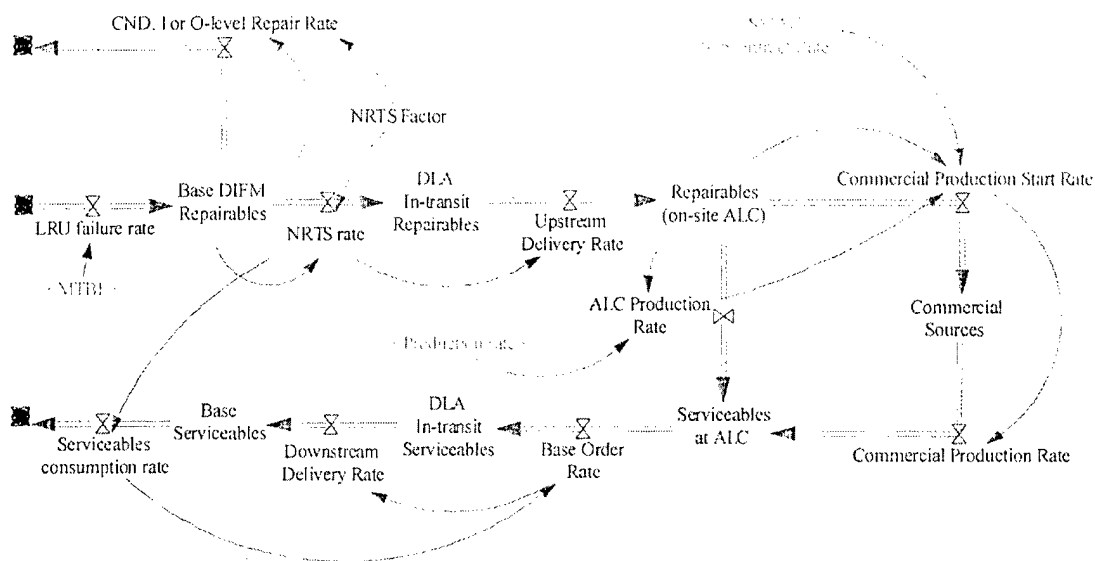 CND, I or O-level Repair Rate
NRTS Factor
Base DIFM
Repairables
DLA
In-transit
Repairables
Repairables
(on-site ALC)
Commercial Production Start Rate
LRU failure rate
NRTS rate
Upstream
Delivery Rate
ALC Production
Rate
Commercial
Sources
Base
Serviceables
DLA
In-transit
Serviceables
Serviceables
at ALC
Serviceables
consumption rate
Downstream
Delivery Rate
Base Order
Rate
Commercial Production Rate